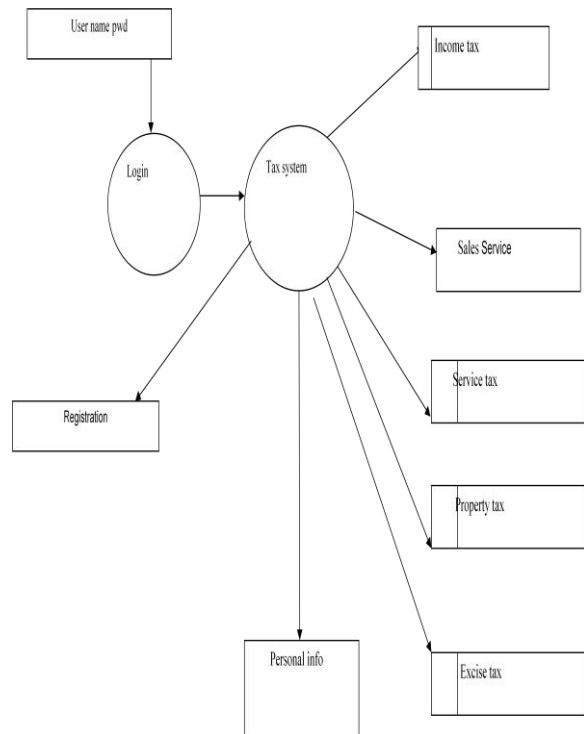 User name pwd
Income tax
Login
Tax system
Sales Service
Service tax
Registration
Property tax
Personal info
Excise tax